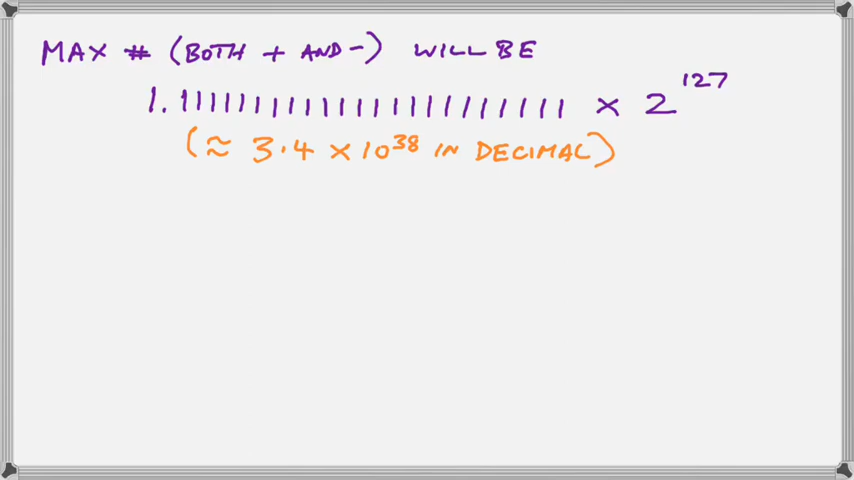 MAX # (BOTH + AND -) WILL BE
1.11111111111111111111111 × 2^127
(≈ 3.4 × 10^38 IN DECIMAL)